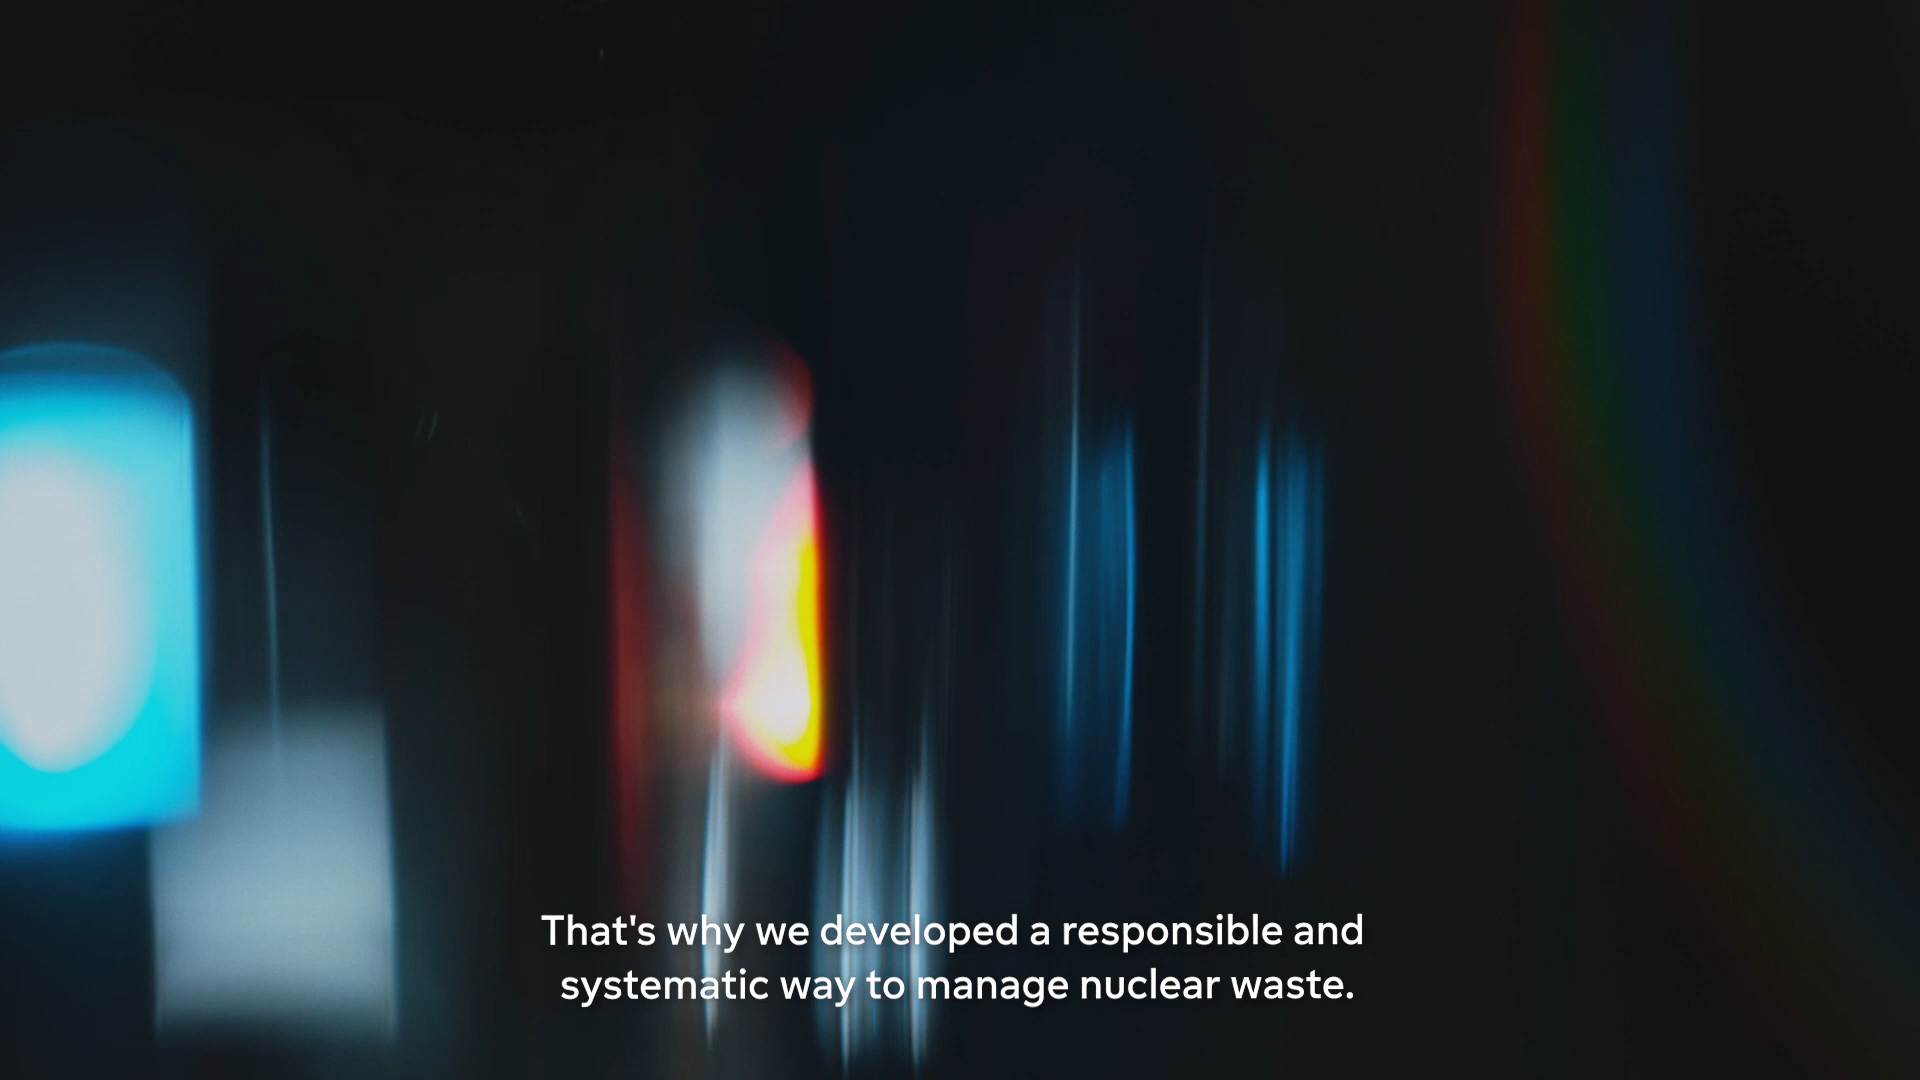 That's why we developed a responsible and
systematic way to manage nuclear waste.